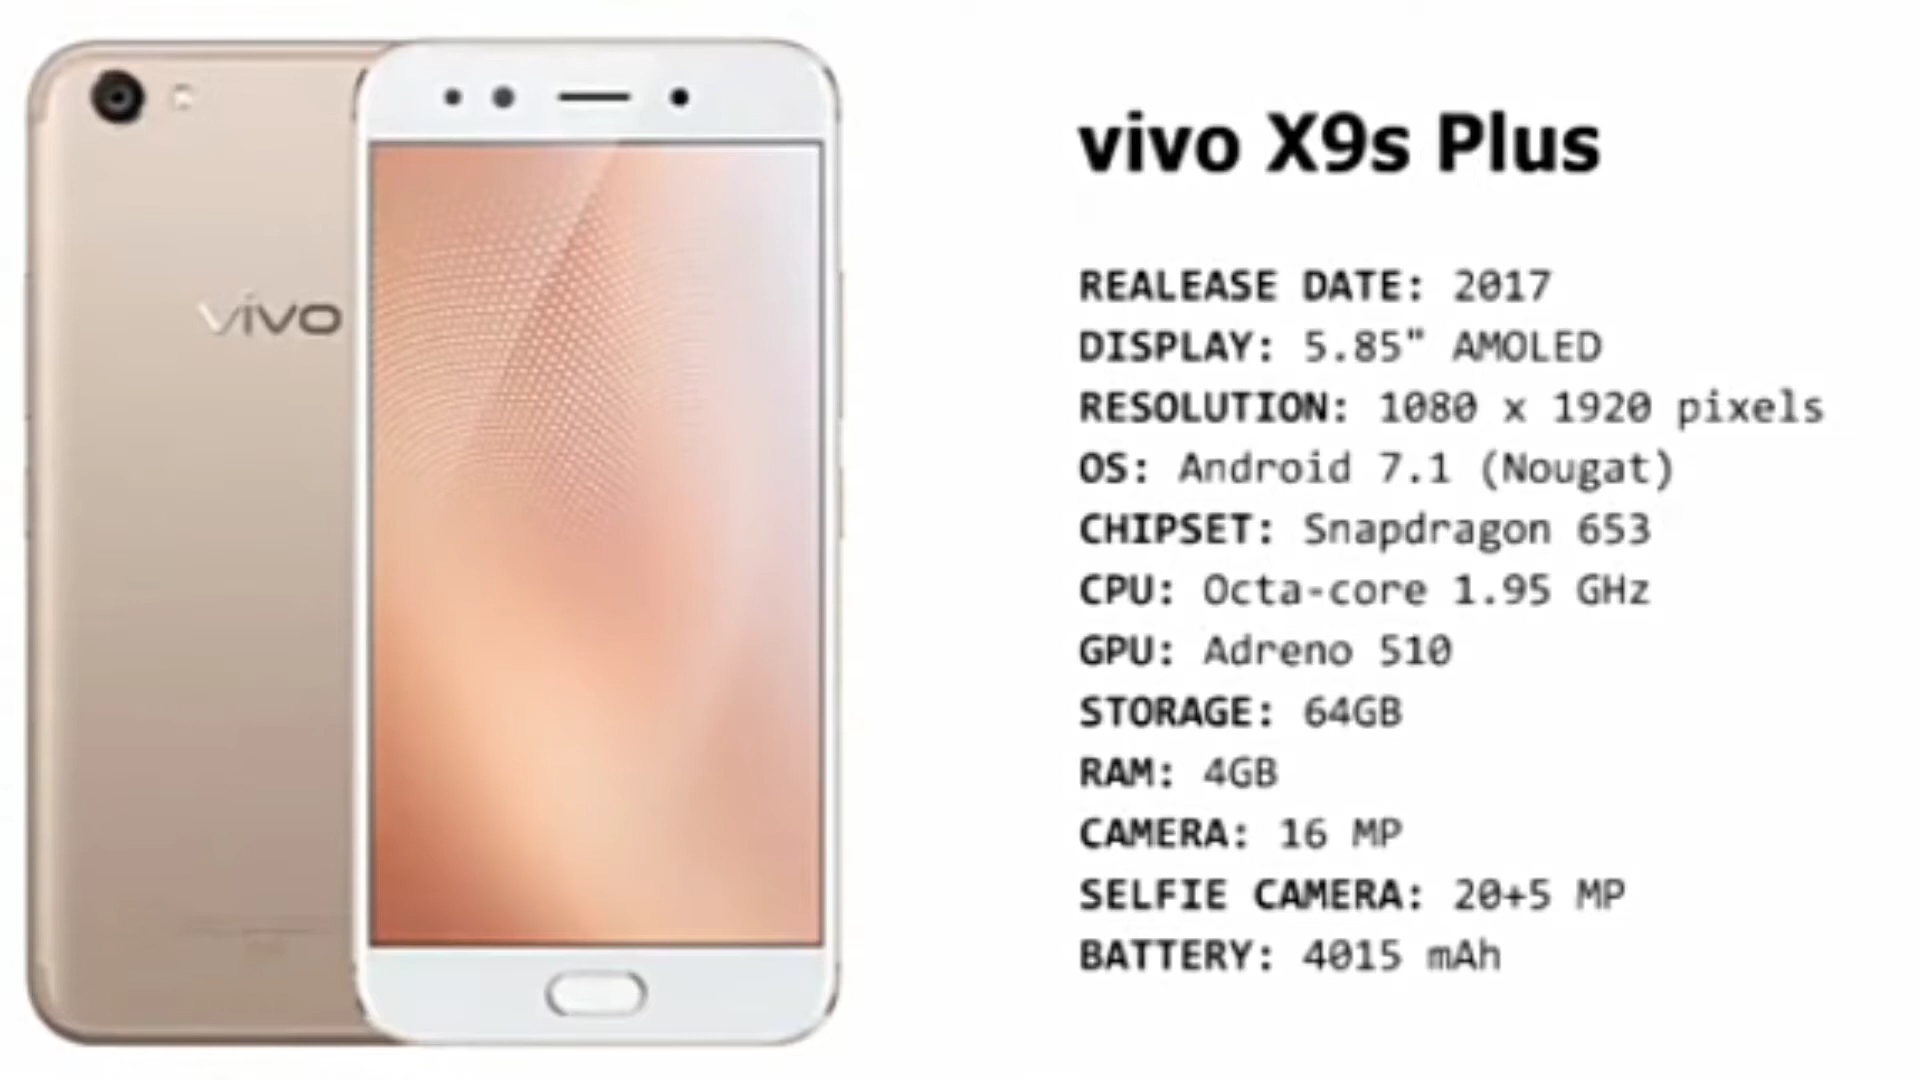 vivo
vivo X9s Plus
REALEASE DATE: 2017
DISPLAY: 5.85" AMOLED
RESOLUTION: 1080 x 1920 pixels
OS: Android 7.1 (Nougat)
CHIPSET: Snapdragon 653
CPU: Octa-core 1.95 GHz
GPU: Adreno 510
STORAGE: 64GB
RAM: 4GB
CAMERA: 16 MP
SELFIE CAMERA: 20+5 MP
BATTERY: 4015 mAh